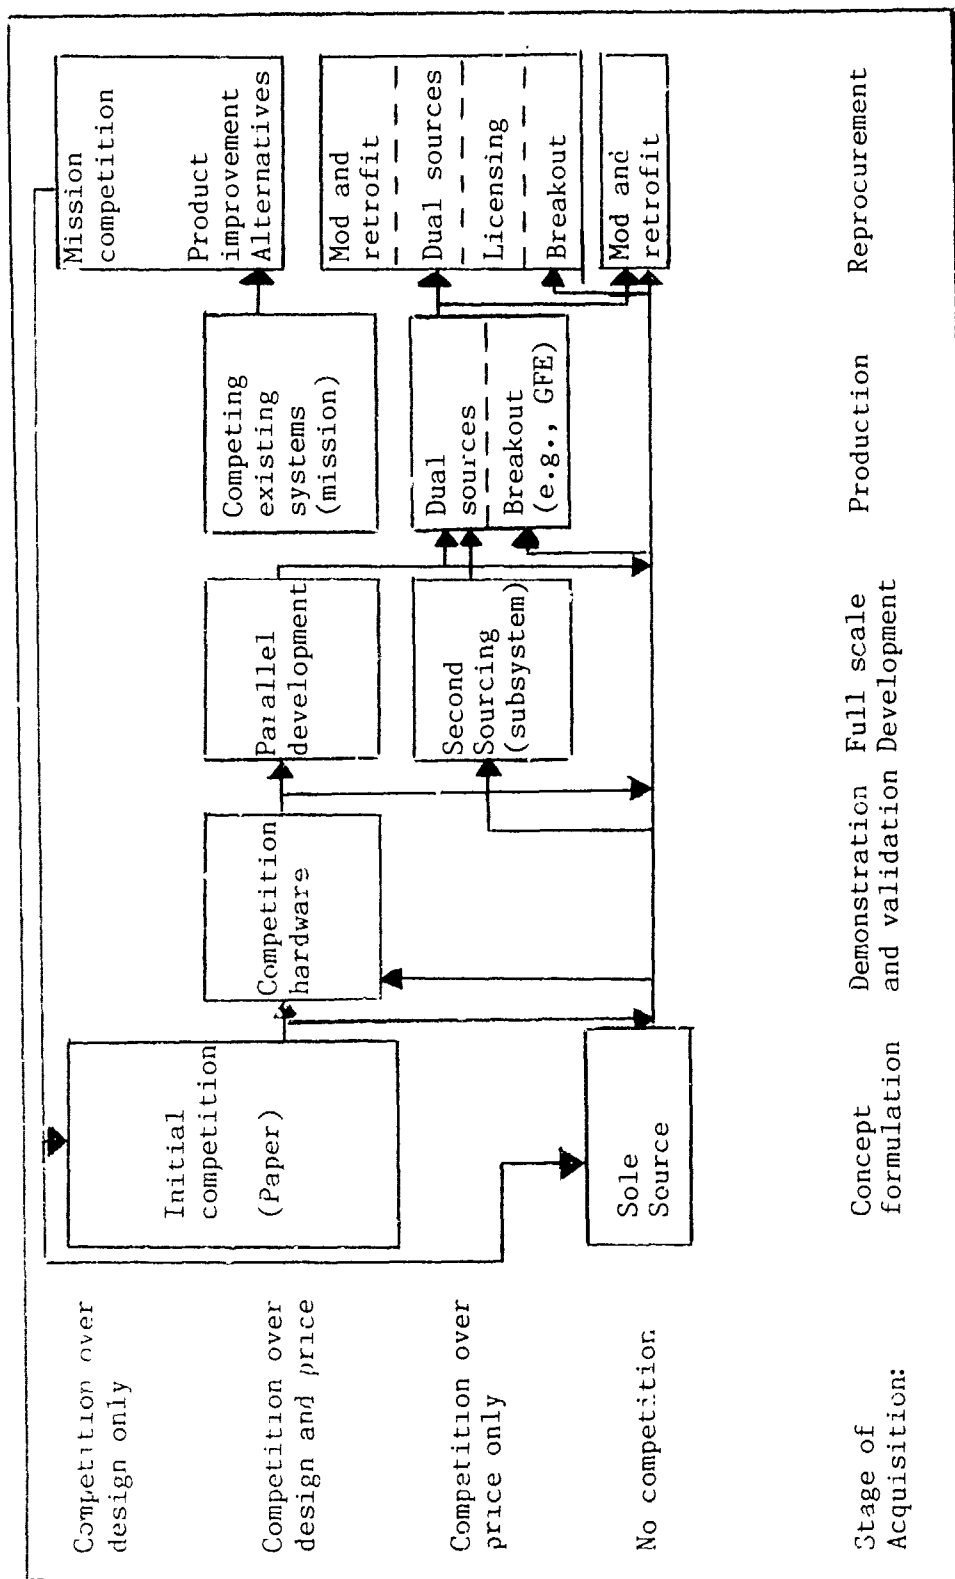 Competition over
design only
Competition over
design and price
Competition over
price only
No competition
Stage of
Acquisition:
Initial
competition
(Paper)
Sole
Source
Concept
formulation
Competition
hardware
Demonstration
and validation
Parallel
development
Second
Sourcing
(subsystem)
Full scale
Development
Competing
existing
systems
(mission)
Dual
sources
Breakout
(e.g., GFE)
Production
Mission
competition
Product
improvement
Alternatives
Mod and
retrofit
Dual sources
Licensing
Breakout
Mod and
retrofit
Reprocurement